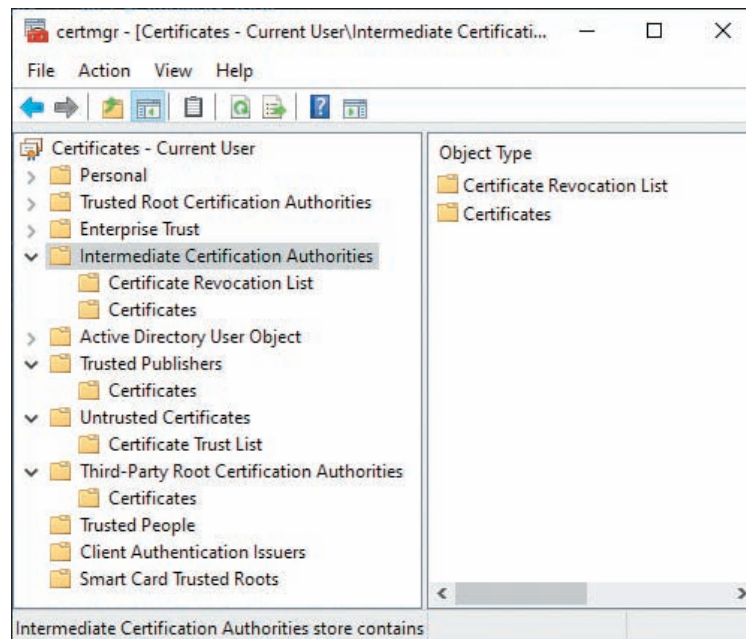 certmgr - [Certificates - Current User\Intermediate Certificati...
File Action View Help
Certificates - Current User
Personal
Trusted Root Certification Authorities
Enterprise Trust
Intermediate Certification Authorities
Certificate Revocation List
Certificates
Active Directory User Object
Trusted Publishers
Certificates
Untrusted Certificates
Certificate Trust List
Third-Party Root Certification Authorities
Certificates
Trusted People
Client Authentication Issuers
Smart Card Trusted Roots
Object Type
Certificate Revocation List
Certificates
Intermediate Certification Authorities store contains